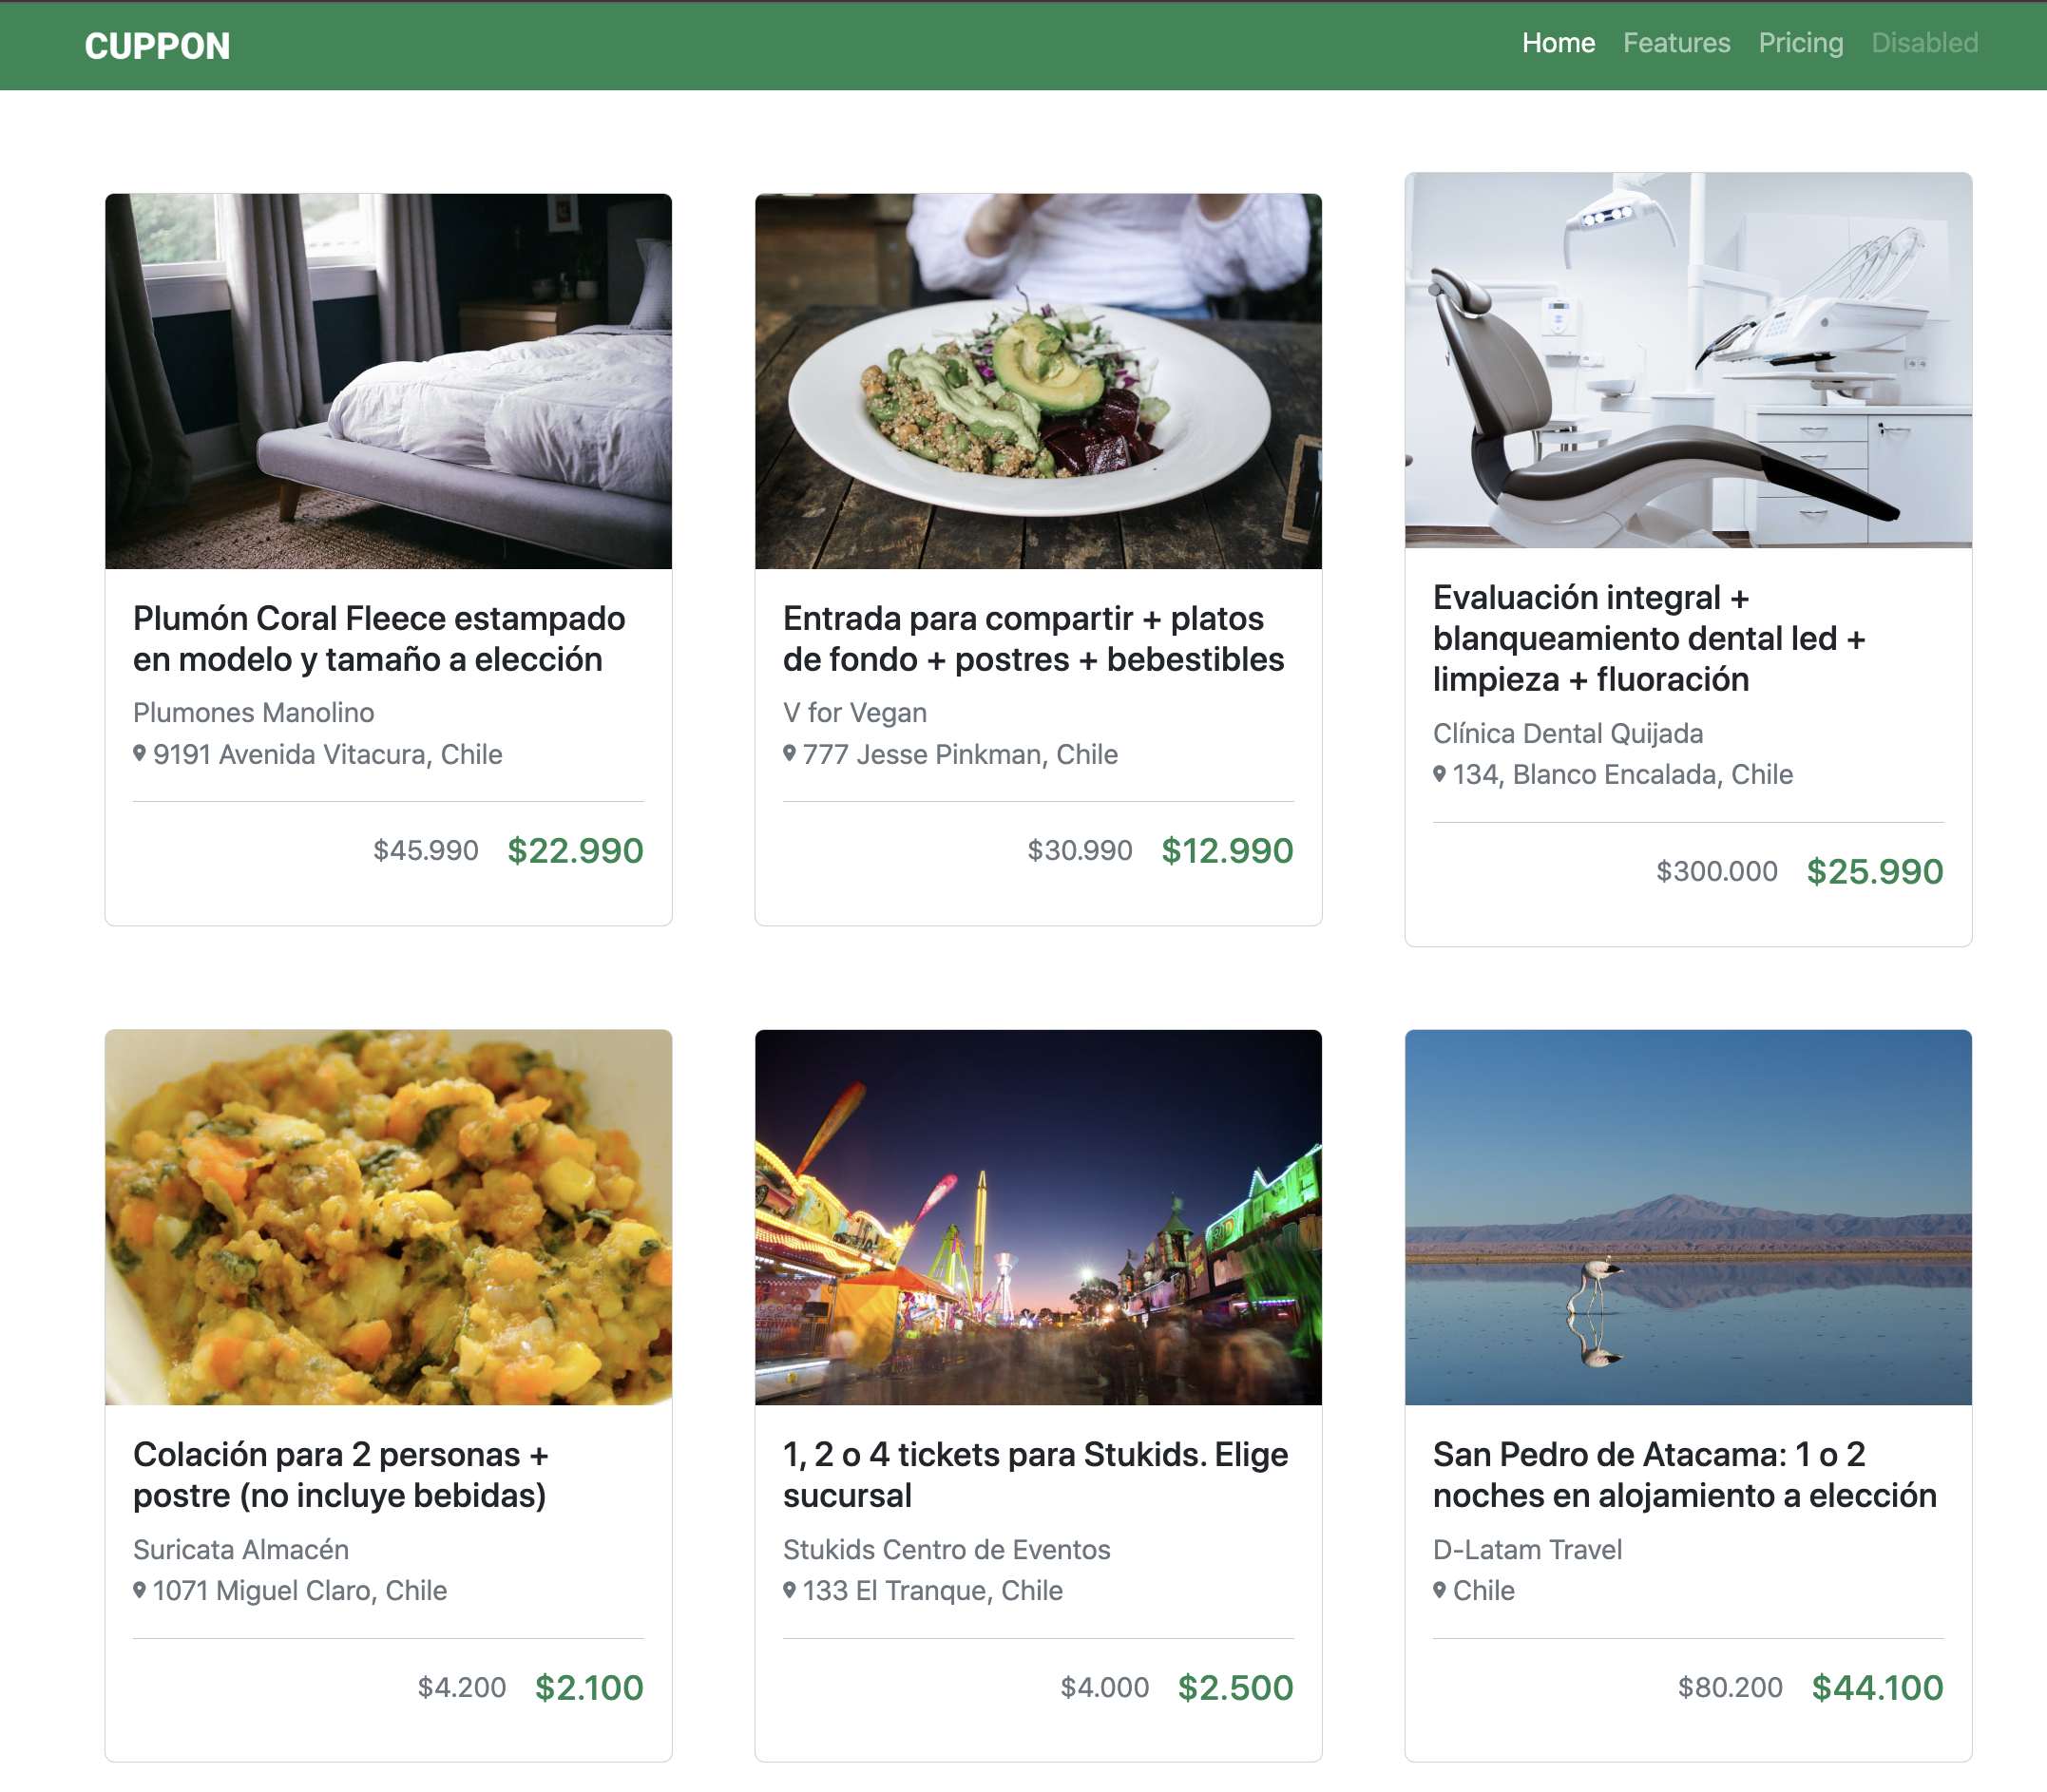 CUPPON
Home Features Pricing Disabled
Plumón Coral Fleece estampado
en modelo y tamaño a elección
Plumones Manolino
9191 Avenida Vitacura, Chile
$45.990 $22.990
Entrada para compartir + platos
de fondo + postres + bebestibles
V for Vegan
777 Jesse Pinkman, Chile
$30.990 $12.990
Evaluación integral +
blanqueamiento dental led +
limpieza + fluoración
Clínica Dental Quijada
134, Blanco Encalada, Chile
$300.000 $25.990
Colación para 2 personas +
postre (no incluye bebidas)
Suricata Almacén
1071 Miguel Claro, Chile
$4.200 $2.100
1, 2 o 4 tickets para Stukids. Elige
sucursal
Stukids Centro de Eventos
133 El Tranque, Chile
$4.000 $2.500
San Pedro de Atacama: 1 o 2
noches en alojamiento a elección
D-Latam Travel
Chile
$80.200 $44.100